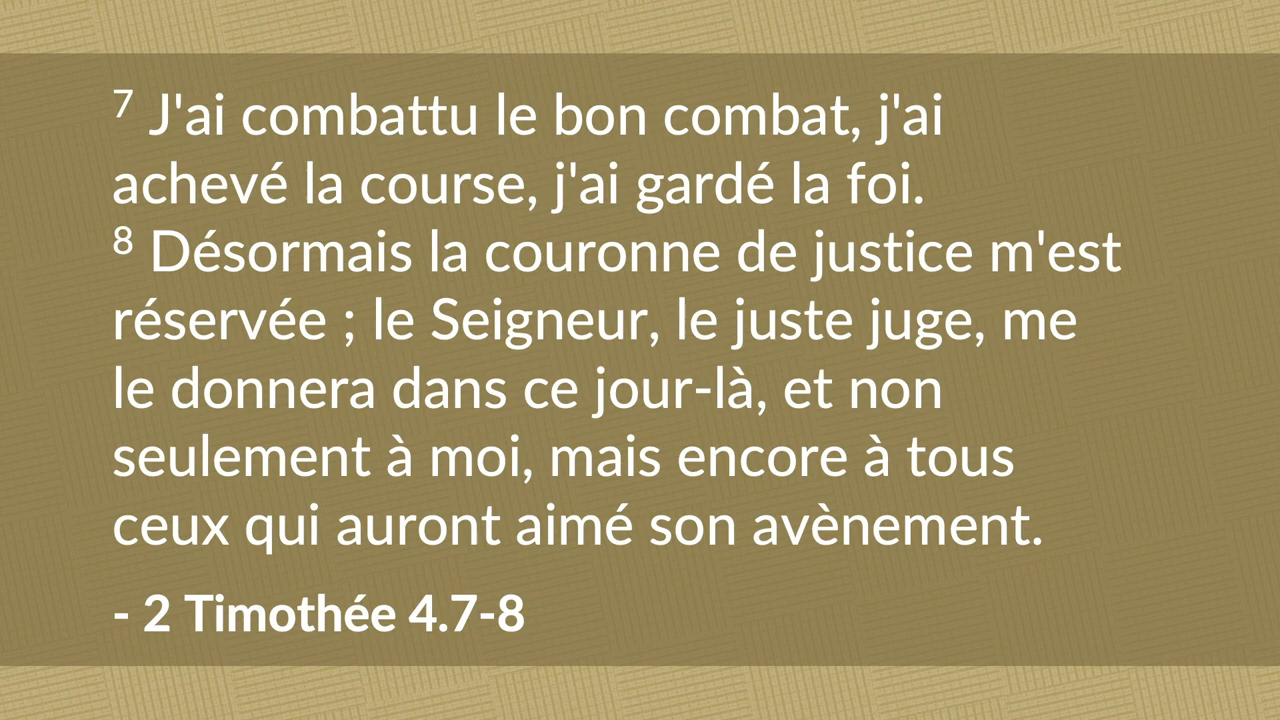 7 J'ai combattu le bon combat, j'ai
achevé la course, j'ai gardé la foi.
8 Désormais la couronne de justice m'est
réservée ; le Seigneur, le juste juge, me
le donnera dans ce jour-là, et non
seulement à moi, mais encore à tous
ceux qui auront aimé son avènement.
- 2 Timothée 4.7-8